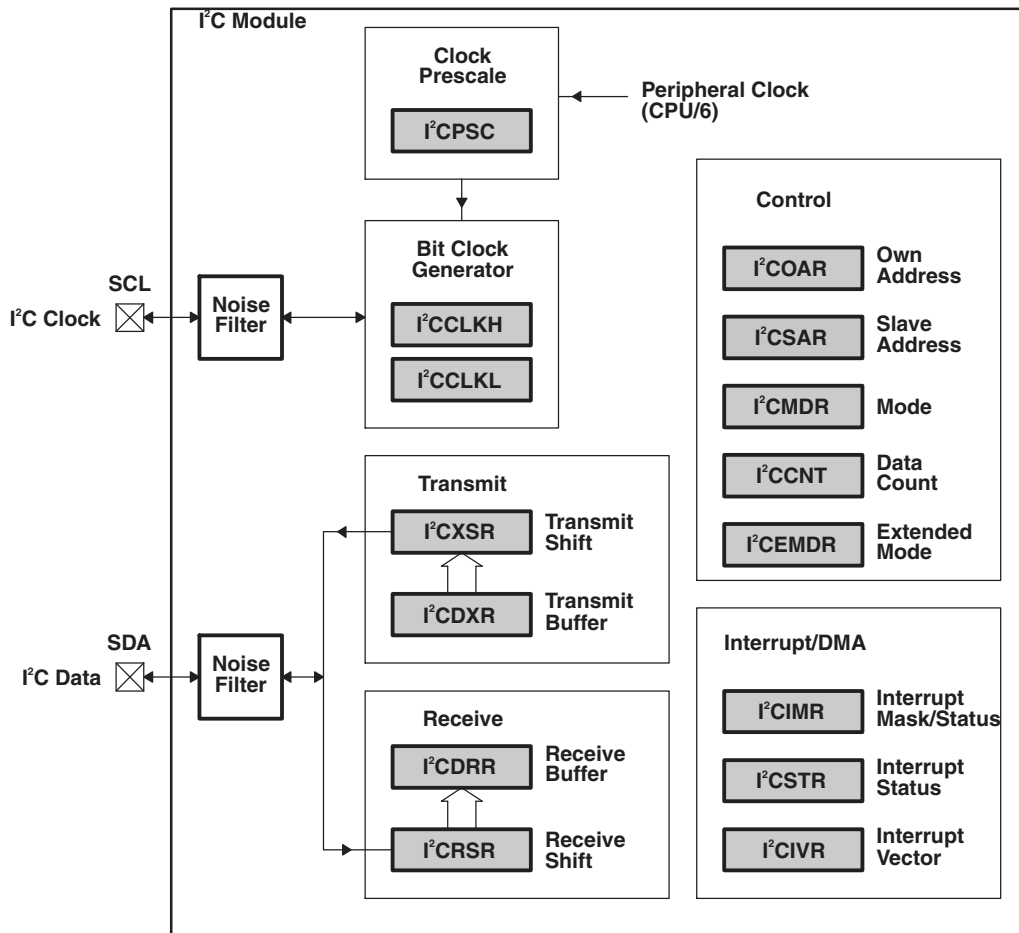 I²C Module
Clock
Prescale
I²CPSC
Peripheral Clock
(CPU/6)
Bit Clock
Generator
I²CCLKH
I²CCLKL
SCL
I²C Clock
Noise
Filter
Control
I²COAR
Own
Address
I²CSAR
Slave
Address
I²CMDR
Mode
I²CCNT
Data
Count
I²CEMDR
Extended
Mode
Transmit
I²CXSR
Transmit
Shift
I²CDXR
Transmit
Buffer
SDA
I²C Data
Noise
Filter
Receive
I²CDRR
Receive
Buffer
I²CRSR
Receive
Shift
Interrupt/DMA
I²CIMR
Interrupt
Mask/Status
I²CSTR
Interrupt
Status
I²CIVR
Interrupt
Vector